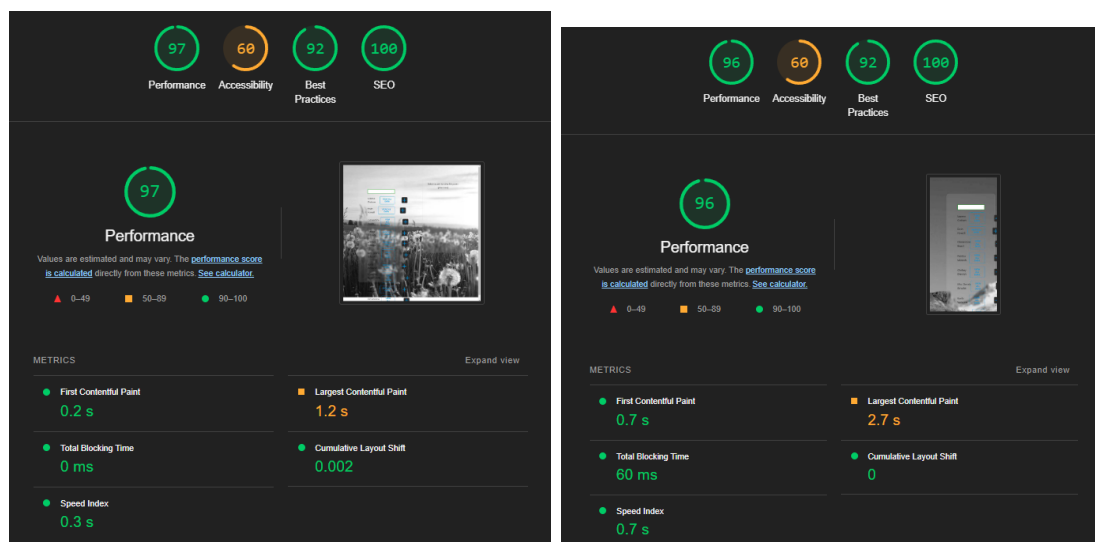 97
60
92
100
Performance
Accessibility
Best
Practices
SEO
97
Performance
Values are estimated and may vary. The performance score
is calculated directly from these metrics. See calculator.
0–49
50–89
90–100
METRICS
Expand view
First Contentful Paint
0.2 s
Largest Contentful Paint
1.2 s
Total Blocking Time
0 ms
Cumulative Layout Shift
0.002
Speed Index
0.3 s
96
60
92
100
Performance
Accessibility
Best
Practices
SEO
96
Performance
Values are estimated and may vary. The performance score
is calculated directly from these metrics. See calculator.
0–49
50–89
90–100
METRICS
Expand view
First Contentful Paint
0.7 s
Largest Contentful Paint
2.7 s
Total Blocking Time
60 ms
Cumulative Layout Shift
0
Speed Index
0.7 s